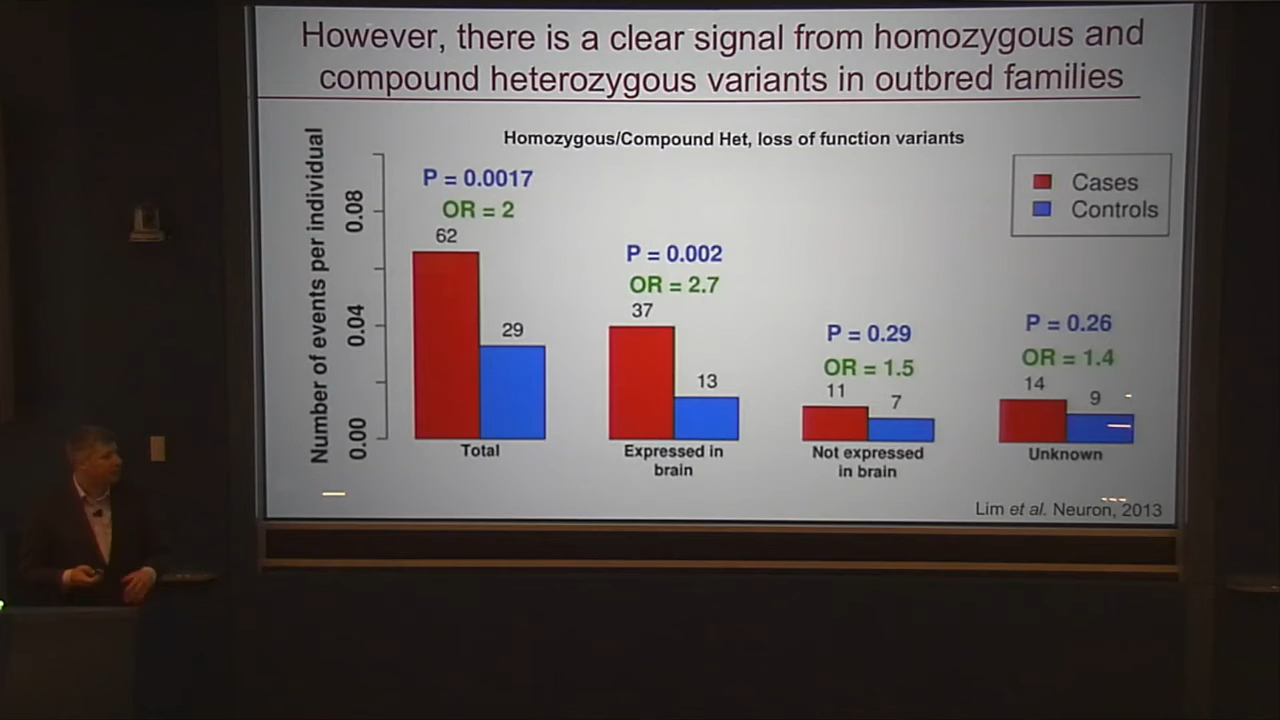 However, there is a clear signal from homozygous and
compound heterozygous variants in outbred families
Homozygous/Compound Het, loss of function variants
Number of events per individual
0.08
0.04
0.00
P = 0.0017
OR = 2
62
29
Total
P = 0.002
OR = 2.7
37
13
Expressed in
brain
P = 0.29
OR = 1.5
11
7
Not expressed
in brain
P = 0.26
OR = 1.4
14
9
Unknown
Cases
Controls
Lim et al. Neuron, 2013